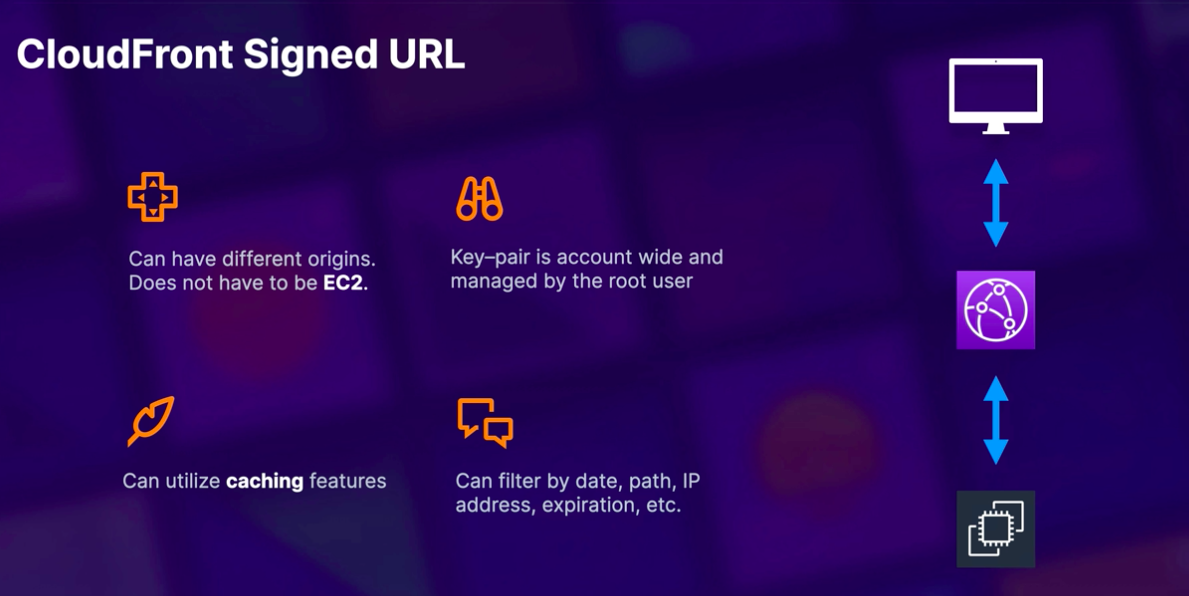 CloudFront Signed URL
Can have different origins.
Does not have to be EC2.
Key–pair is account wide and
managed by the root user
Can utilize caching features
Can filter by date, path, IP
address, expiration, etc.